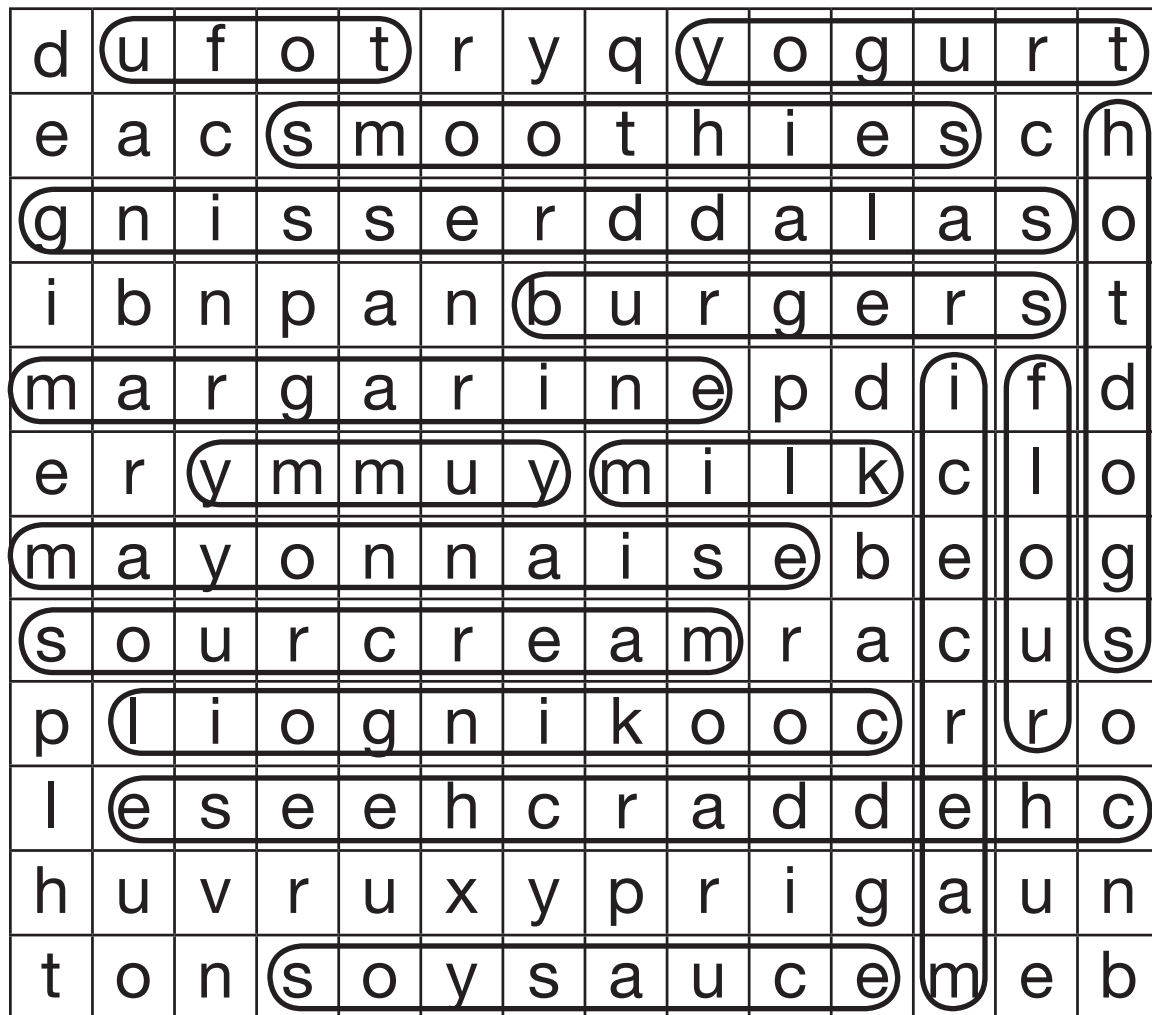 d u f o t r y q y o g u r t
e a c s m o o t h i e s c h
g n i s s e r d d a l a s o
i b n p a n b u r g e r s t
m a r g a r i n e p d i f d
e r y m m u y m i l k c l o
m a y o n n a i s e b e o g
s o u r c r e a m r a c u s
p l i o g n i k o o c r r o
l e s e e h c r a d d e h c
h u v r u x y p r i g a u n
t o n s o y s a u c e m e b